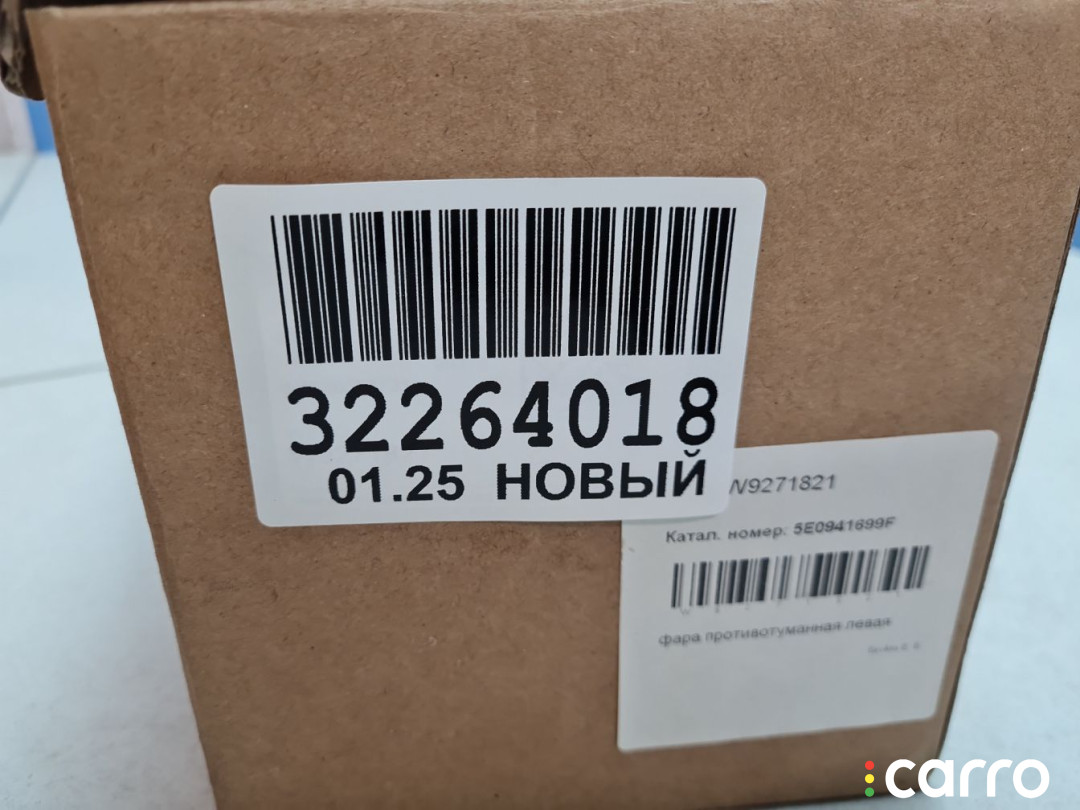 32264018
01.25 НОВЫЙ
W9271821
Катал. номер: 5E0941699F
фара противотуманная левая
carro